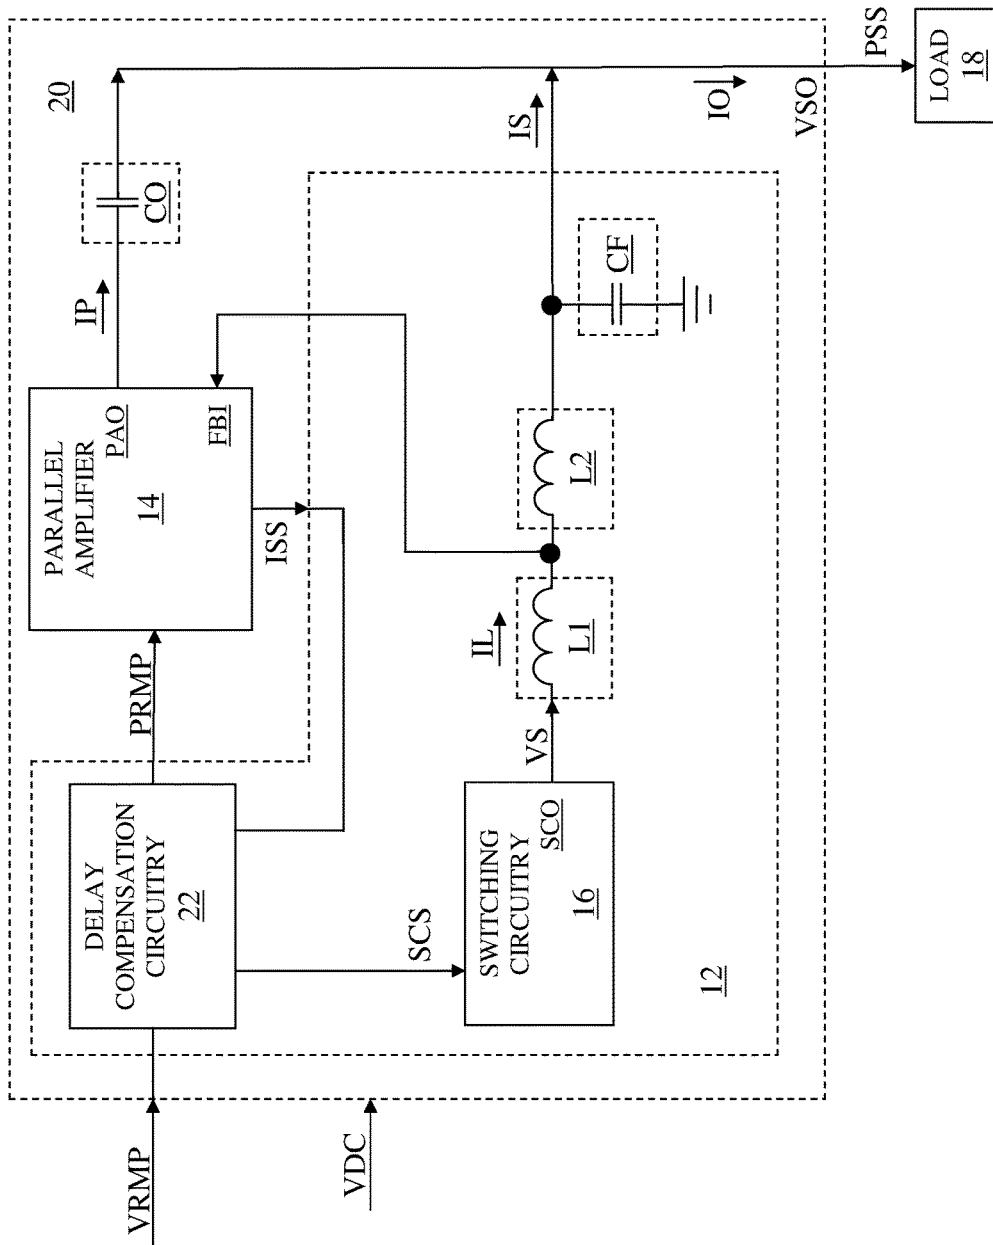 20
IP
CO
PARALLEL
AMPLIFIER
14
PAO
FBI
ISS
PRMP
DELAY
COMPENSATION
CIRCUITRY
22
VRMP
VDC
SCS
SWITCHING
CIRCUITRY
16
SCO
VS
IL
L1
L2
CF
IS
12
IO
VSO
PSS
LOAD
18